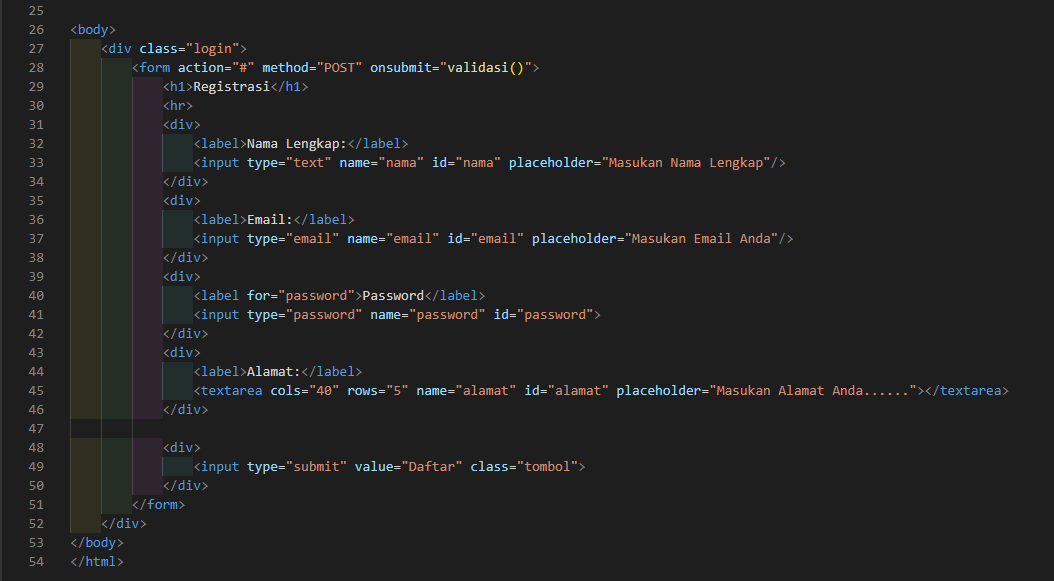 25
26 <body>
27 <div class="login">
28 <form action="#" method="POST" onsubmit="validasi()">
29 <h1>Registrasi</h1>
30 <hr>
31 <div>
32 <label>Nama Lengkap:</label>
33 <input type="text" name="nama" id="nama" placeholder="Masukan Nama Lengkap"/>
34 </div>
35 <div>
36 <label>Email:</label>
37 <input type="email" name="email" id="email" placeholder="Masukan Email Anda"/>
38 </div>
39 <div>
40 <label for="password">Password</label>
41 <input type="password" name="password" id="password">
42 </div>
43 <div>
44 <label>Alamat:</label>
45 <textarea cols="40" rows="5" name="alamat" id="alamat" placeholder="Masukan Alamat Anda......"></textarea>
46 </div>
47
48 <div>
49 <input type="submit" value="Daftar" class="tombol">
50 </div>
51 </form>
52 </div>
53 </body>
54 </html>